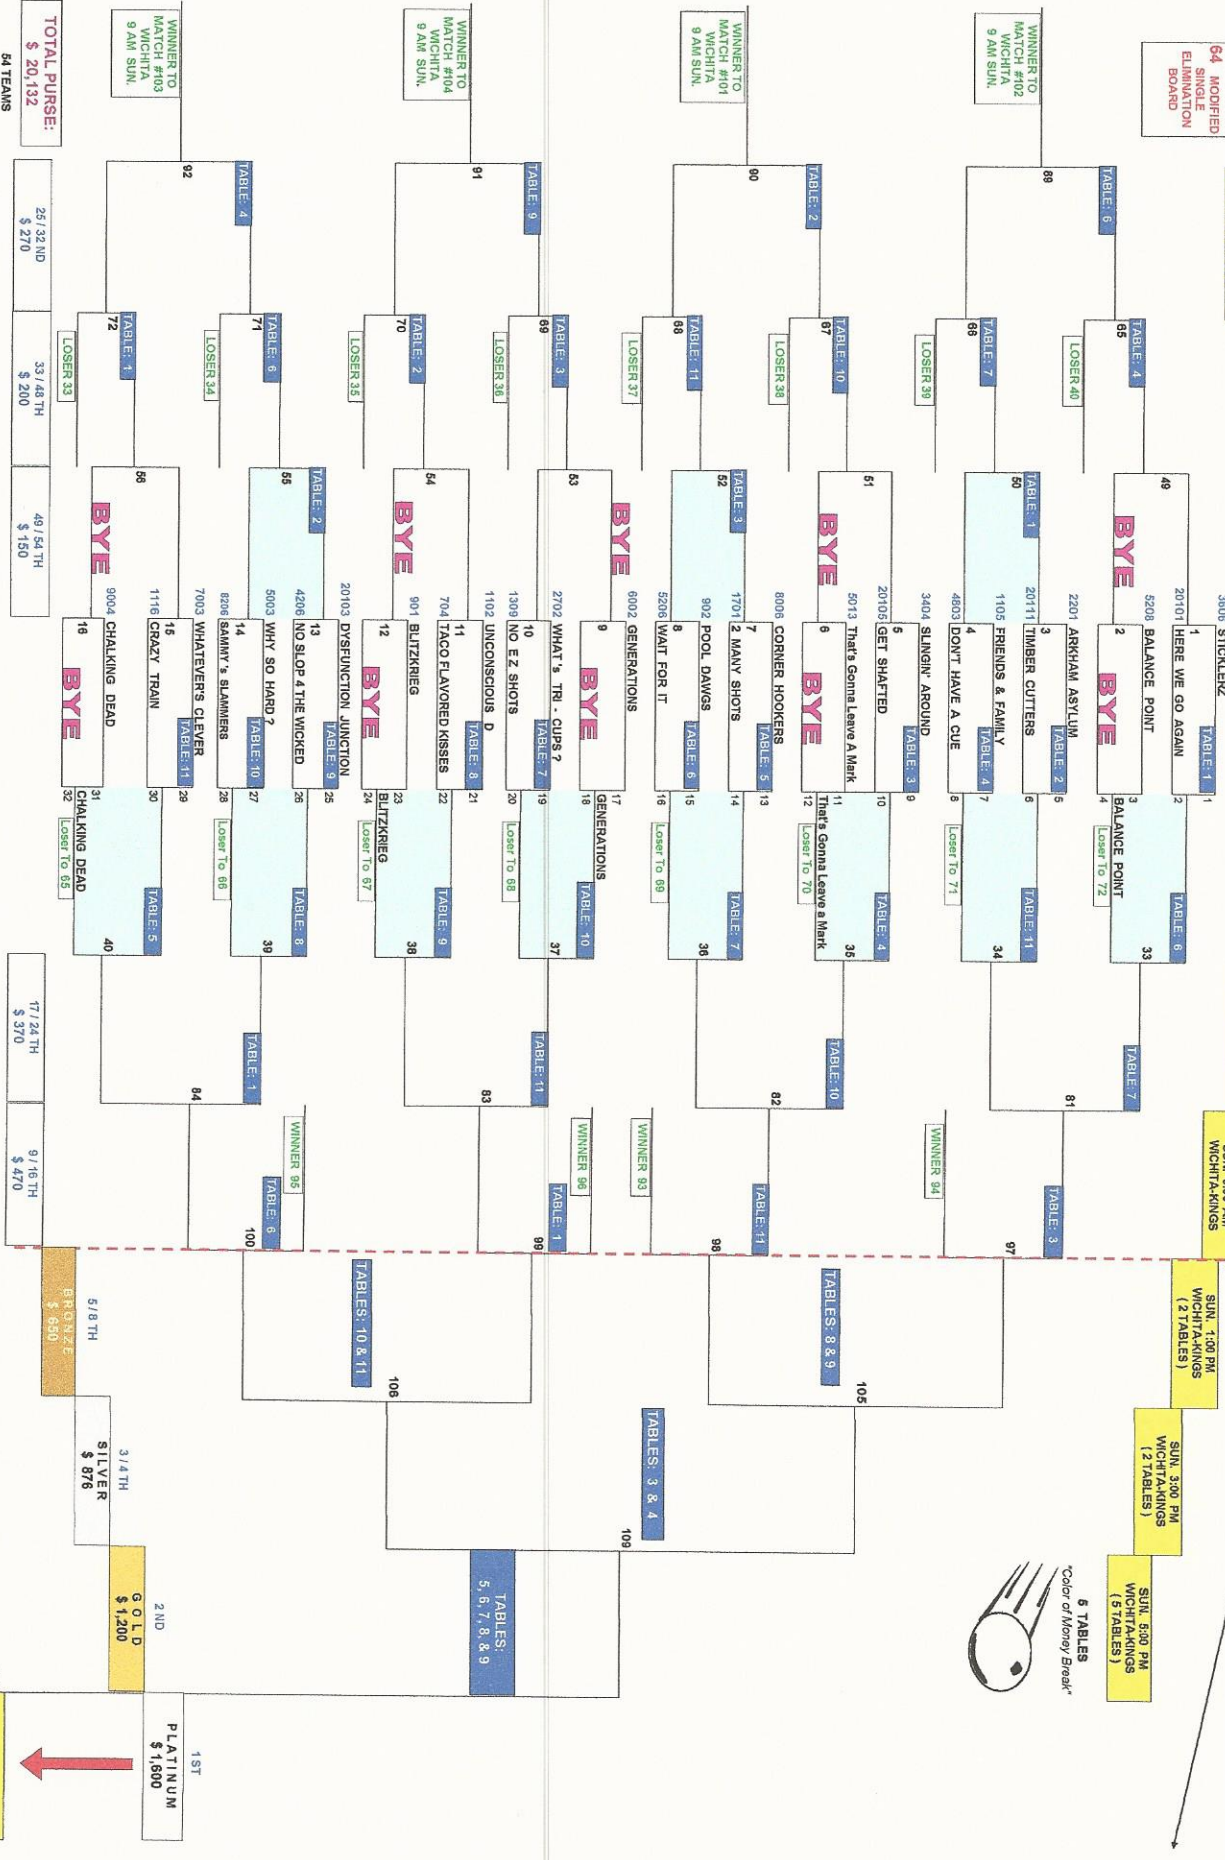 64 MODIFIED
SINGLE
ELIMINATION
BOARD
WINNER TO
MATCH #102
WICHITA
9 AM SUN.
WINNER TO
MATCH #101
WICHITA
9 AM SUN.
WINNER TO
MATCH #104
WICHITA
9 AM SUN.
WINNER TO
MATCH #103
WICHITA
9 AM SUN.
TOTAL PURSE:
$ 20,132
54 TEAMS
TABLE: 6
89
TABLE: 2
90
TABLE: 9
91
TABLE: 4
92
25 / 32 ND
$ 270
TABLE: 4
65
LOSER 40
TABLE: 7
66
LOSER 39
TABLE: 10
67
LOSER 38
TABLE: 11
68
LOSER 37
TABLE: 3
69
LOSER 36
TABLE: 2
70
LOSER 35
TABLE: 6
71
LOSER 34
TABLE: 1
72
LOSER 33
33 / 48 TH
$ 200
49
BYE
TABLE: 1
50
51
BYE
TABLE: 3
52
BYE
53
54
BYE
TABLE: 2
55
56
BYE
49 / 54 TH
$ 150
3806 STICKLERZ
1 TABLE: 1
20101 HERE WE GO AGAIN
5208 BALANCE POINT
2 BYE
2201 ARKHAM ASYLUM
3 TABLE: 2
20111 TIMBER CUTTERS
1105 FRIENDS & FAMILY
4 TABLE: 4
4803 DON'T HAVE A CUE
3404 SLINGIN' AROUND
5 TABLE: 3
20105 GET SHAFTED
5013 That's Gonna Leave A Mark
6 BYE
8006 CORNER HOOKERS
7 TABLE: 5
1701 2 MANY SHOTS
902 POOL DAWGS
8 TABLE: 6
5206 WAIT FOR IT
6002 GENERATIONS
9 BYE
2702 WHAT's TRI - CUPS ?
10 TABLE: 7
1309 NO EZ SHOTS
1102 UNCONSCIOUS D
11 TABLE: 8
704 TACO FLAVORED KISSES
901 BLITZKRIEG
12 BYE
20103 DYSFUNCTION JUNCTION
13 TABLE: 9
4206 NO SLOP 4 THE WICKED
5003 WHY SO HARD ?
14 TABLE: 10
8206 SAMMY's SLAMMERS
7003 WHATEVER'S CLEVER
15 TABLE: 11
1116 CRAZY TRAIN
9004 CHALKING DEAD
16 BYE
1
TABLE: 6
2
33
3
BALANCE POINT
4
Loser To 72
5
TABLE: 11
6
34
7
8
Loser To 71
9
TABLE: 4
10
35
11
That's Gonna Leave a Mark
12
Loser To 70
13
TABLE: 7
14
36
15
16
Loser To 69
17
GENERATIONS
18
TABLE: 10
37
19
20
Loser To 68
21
TABLE: 9
22
38
23
BLITZKRIEG
24
Loser To 67
25
TABLE: 8
26
39
27
28
Loser To 66
29
TABLE: 5
30
40
31
CHALKING DEAD
32
Loser To 65
TABLE: 7
81
TABLE: 10
82
TABLE: 11
83
TABLE: 1
84
17 / 24 TH
$ 370
WICHITA-KINGS
TABLE: 3
97
WINNER 94
TABLE: 11
98
WINNER 93
WINNER 96
TABLE: 1
99
WINNER 95
TABLE: 6
100
9 / 16 TH
$ 470
SUN. 1:00 PM
WICHITA-KINGS
( 2 TABLES )
TABLES: 8 & 9
105
TABLES: 10 & 11
106
5 / 8 TH
BRONZE
$ 650
SUN. 3:00 PM
WICHITA-KINGS
( 2 TABLES )
TABLES: 3 & 4
109
3 / 4 TH
SILVER
$ 876
SUN. 5:00 PM
WICHITA-KINGS
( 5 TABLES )
5 TABLES
"Color of Money Break"
TABLES:
5, 6, 7, 8, & 9
2 ND
GOLD
$ 1,200
1ST
PLATINUM
$ 1,600